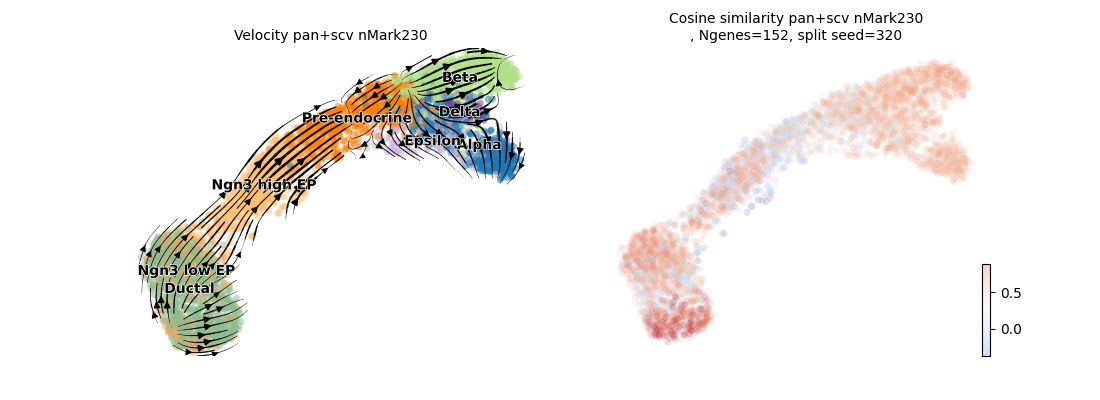 Velocity pan+scv nMark230
Beta
Delta
Pre-endocrine
Epsilon
Alpha
Ngn3 high EP
Ngn3 low EP
Ductal
Cosine similarity pan+scv nMark230
, Ngenes=152, split seed=320
0.5
0.0